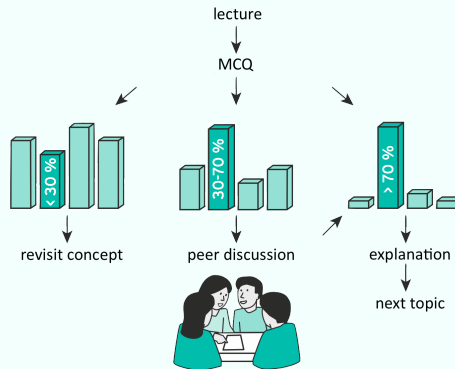 lecture
MCQ
< 30 %
30-70 %
> 70 %
revisit concept
peer discussion
explanation
next topic